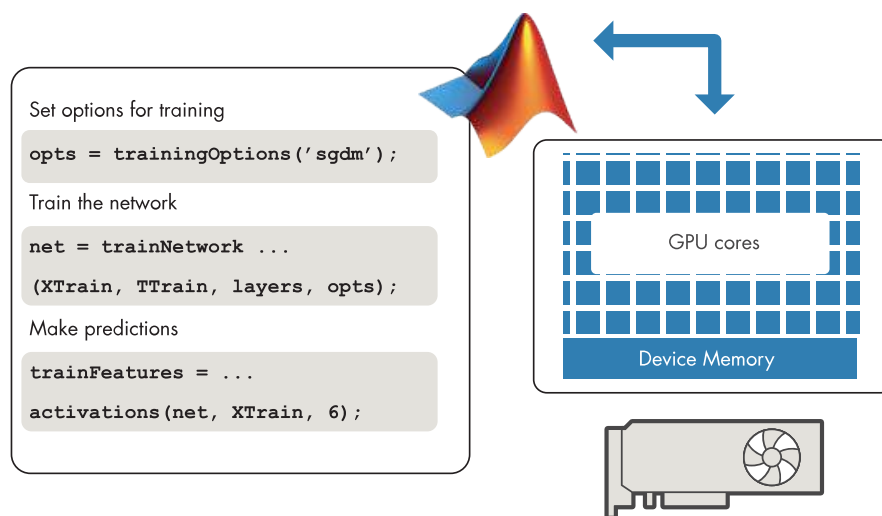 Set options for training
opts = trainingOptions(’sgdm’);
Train the network
net = trainNetwork ...
(XTrain, TTrain, layers, opts);
Make predictions
trainFeatures = ...
activations(net, XTrain, 6);
GPU cores
Device Memory